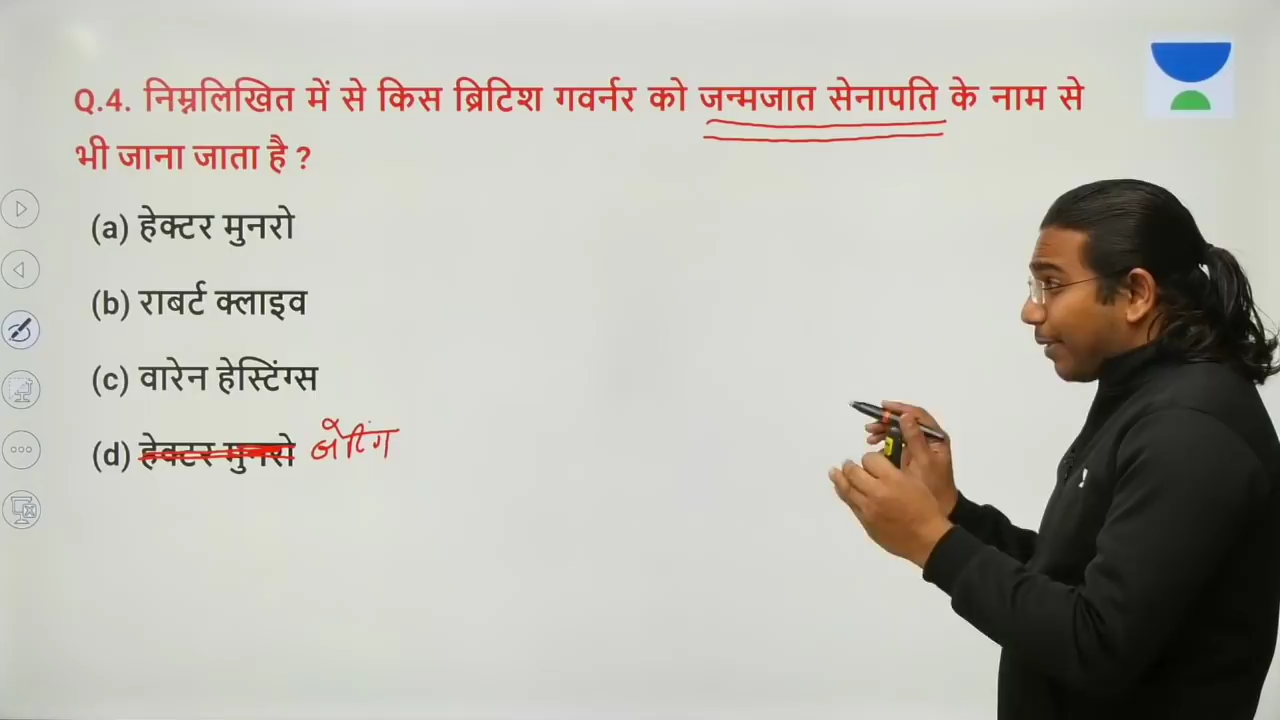 Q.4. निम्नलिखित में से किस ब्रिटिश गवर्नर को जन्मजात सेनापति के नाम से
भी जाना जाता है ?
(a) हेक्टर मुनरो
(b) राबर्ट क्लाइव
(c) वारेन हेस्टिंग्स
(d) हेक्टर मुनरो